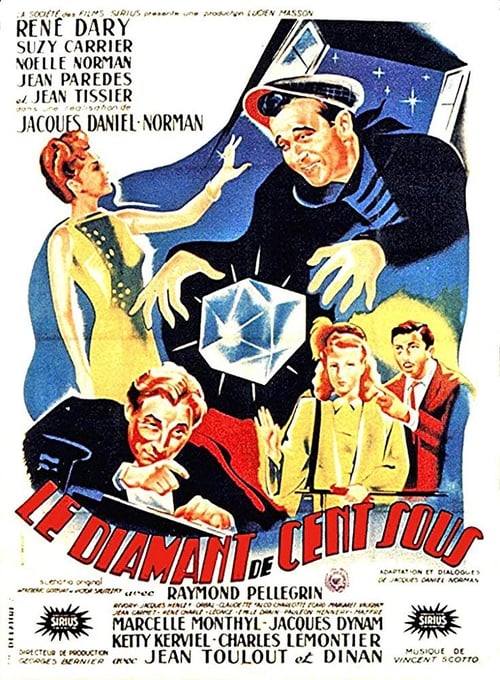 LA SOCIÉTÉ des FILMS SIRIUS présente une production LUCIEN MASSON
RENÉ DARY
SUZY CARRIER
NOËLLE NORMAN
JEAN PAREDES
et JEAN TISSIER
dans une réalisation de
JACQUES DANIEL-NORMAN
LE DIAMANT DE CENT SOUS
ADAPTATION ET DIALOGUES
DE JACQUES DANIEL NORMAN
Scénario original
avec
RAYMOND PELLEGRIN
MARCELLE MONTHYL - JACQUES DYNAM
KETTY KERVIEL - CHARLES LEMONTIER
avec JEAN TOULOUT et DINAN
SIRIUS
DIRECTEUR DE PRODUCTION
GEORGES BERNIER
SIRIUS
MUSIQUE DE
VINCENT SCOTTO